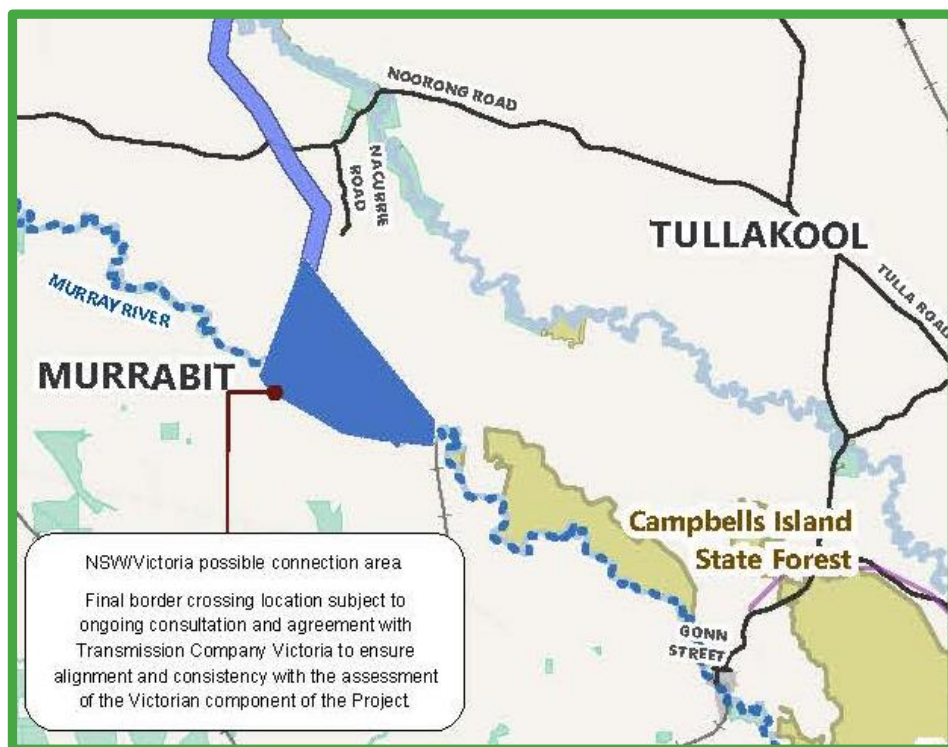 NOORONG ROAD
NACURRIE
ROAD
TULLAKOOL
TULLA ROAD
MURRAY RIVER
MURRABIT
Campbells Island
State Forest
GONN
STREET
NSW/Victoria possible connection area
Final border crossing location subject to
ongoing consultation and agreement with
Transmission Company Victoria to ensure
alignment and consistency with the assessment
of the Victorian component of the Project